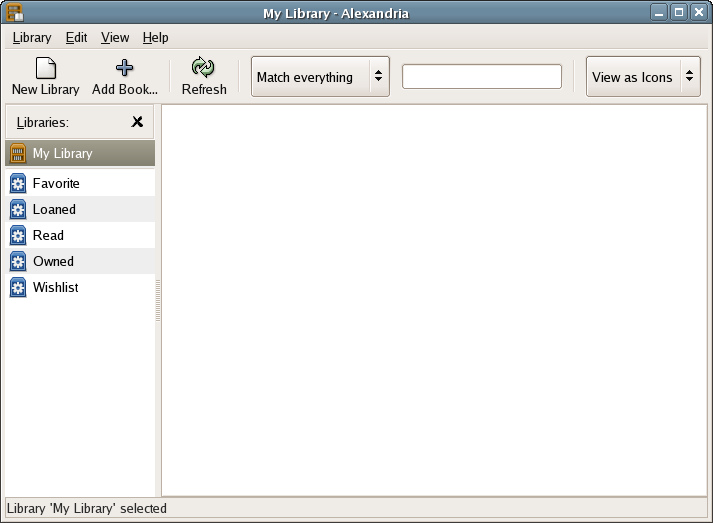 My Library - Alexandria
Library Edit View Help
New Library Add Book... Refresh Match everything View as Icons
Libraries:
My Library
Favorite
Loaned
Read
Owned
Wishlist
Library 'My Library' selected